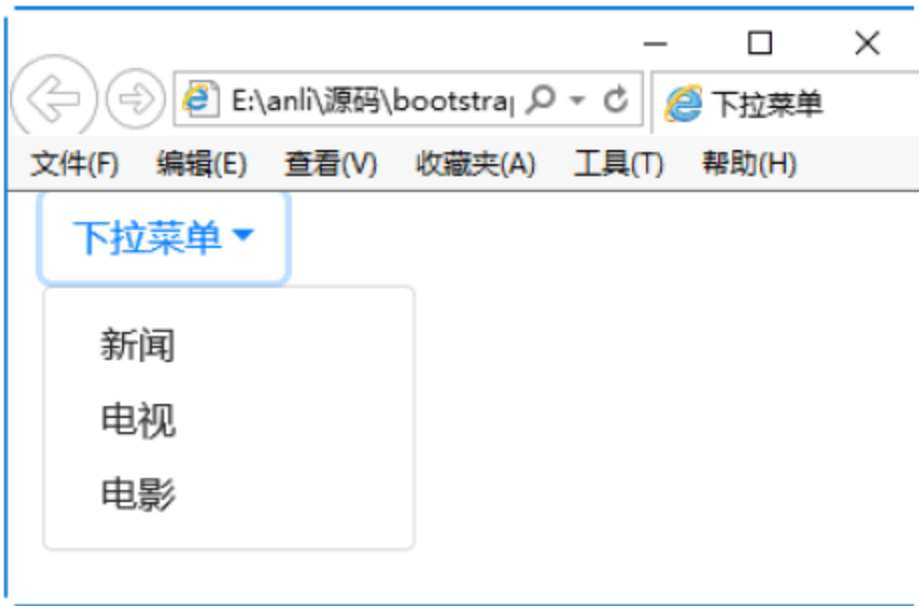 E:\anli\源码\bootstrap 下拉菜单
文件(F) 编辑(E) 查看(V) 收藏夹(A) 工具(T) 帮助(H)
下拉菜单
新闻
电视
电影